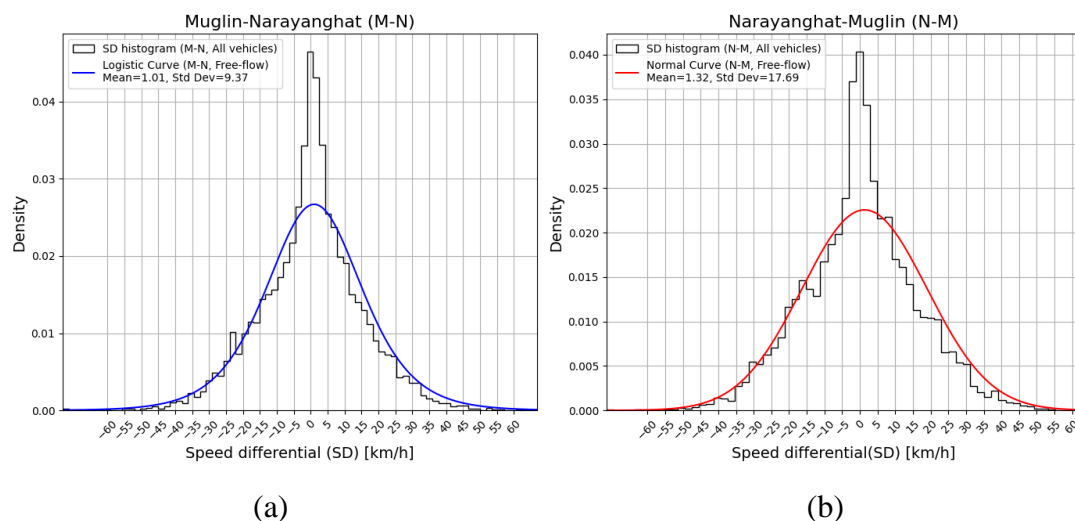 Muglin-Narayanghat (M-N)
SD histogram (M-N, All vehicles)
Logistic Curve (M-N, Free-flow)
Mean=1.01, Std Dev=9.37
Density
0.04
0.03
0.02
0.01
0.00
−60 −55 −50 −45 −40 −35 −30 −25 −20 −15 −10 −5 0 5 10 15 20 25 30 35 40 45 50 55 60
Speed differential (SD) [km/h]
(a)
Narayanghat-Muglin (N-M)
SD histogram (N-M, All vehicles)
Normal Curve (N-M, Free-flow)
Mean=1.32, Std Dev=17.69
Density
0.040
0.035
0.030
0.025
0.020
0.015
0.010
0.005
0.000
−60 −55 −50 −45 −40 −35 −30 −25 −20 −15 −10 −5 0 5 10 15 20 25 30 35 40 45 50 55 60
Speed differential(SD) [km/h]
(b)